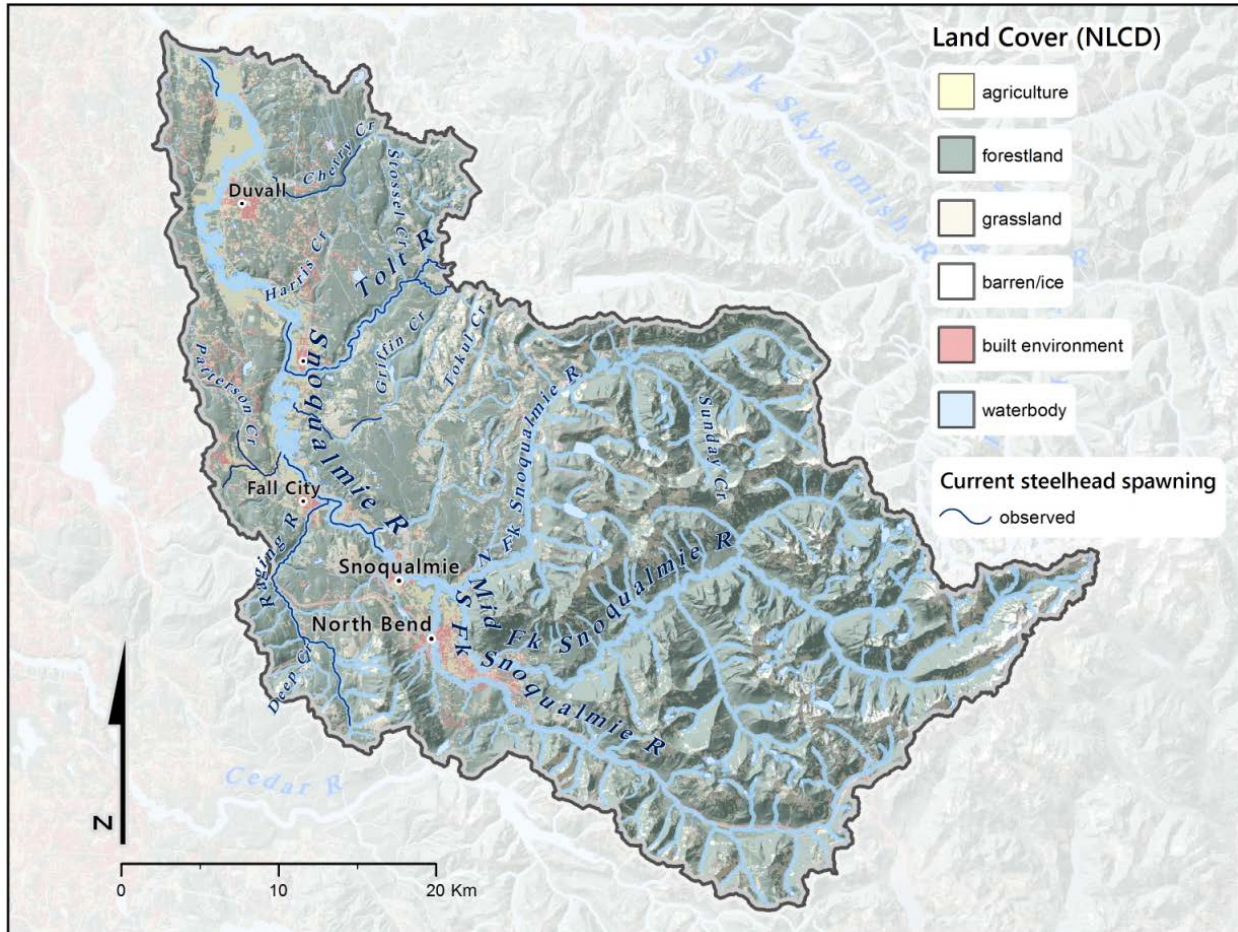 Land Cover (NLCD)
agriculture
forestland
grassland
barren/ice
built environment
waterbody
Current steelhead spawning
observed
S Fk Skykomish R
R
Cherry Cr
Stossel Cr
Duvall
Harris Cr
Tolt R
Snoqualmie R
Griffin Cr
Tokul Cr
Patterson Cr
N Fk Snoqualmie R
Sunday Cr
Fall City
Raging R
Snoqualmie
Mid Fk Snoqualmie R
North Bend
S Fk Snoqualmie R
Deep Cr
Cedar R
N
0 10 20 Km